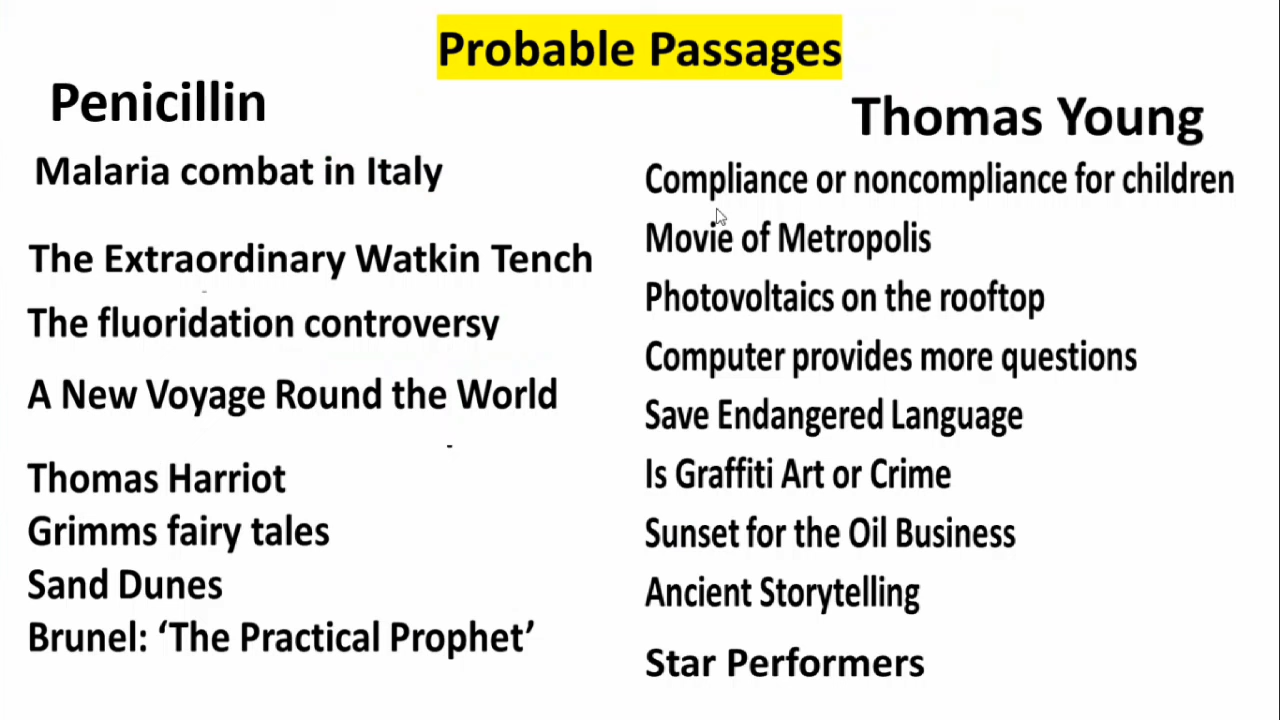 Probable Passages
Penicillin
Malaria combat in Italy
The Extraordinary Watkin Tench
The fluoridation controversy
A New Voyage Round the World
Thomas Harriot
Grimms fairy tales
Sand Dunes
Brunel: ‘The Practical Prophet’
Thomas Young
Compliance or noncompliance for children
Movie of Metropolis
Photovoltaics on the rooftop
Computer provides more questions
Save Endangered Language
Is Graffiti Art or Crime
Sunset for the Oil Business
Ancient Storytelling
Star Performers